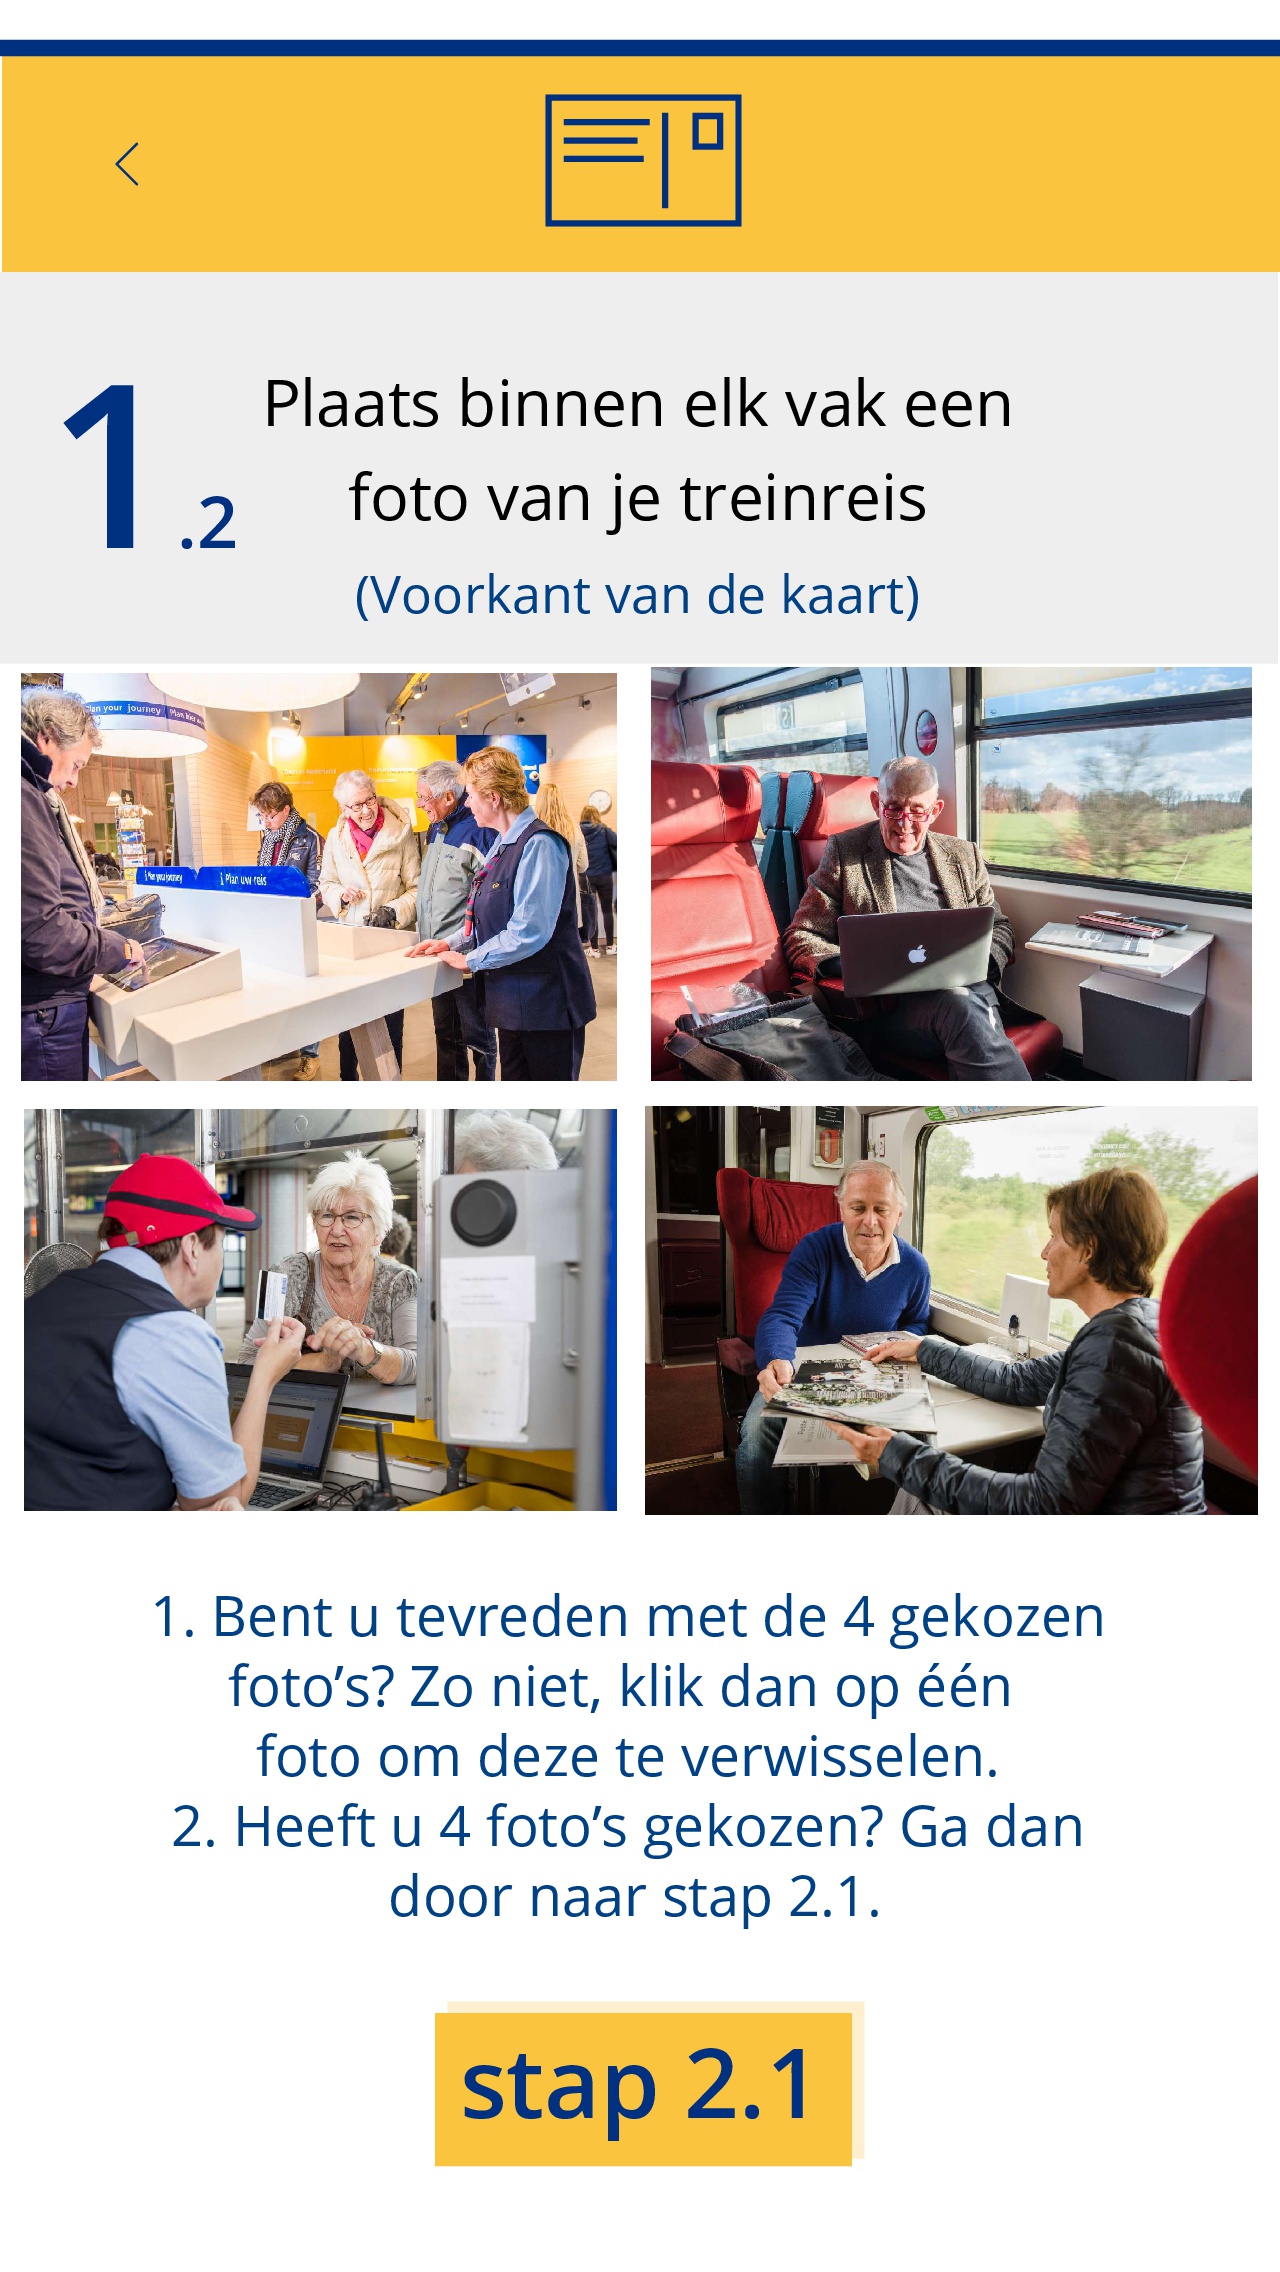 1.2
Plaats binnen elk vak een
foto van je treinreis
(Voorkant van de kaart)
Plan your journey
Plan uw reis
1. Bent u tevreden met de 4 gekozen
foto’s? Zo niet, klik dan op één
foto om deze te verwisselen.
2. Heeft u 4 foto’s gekozen? Ga dan
door naar stap 2.1.
stap 2.1